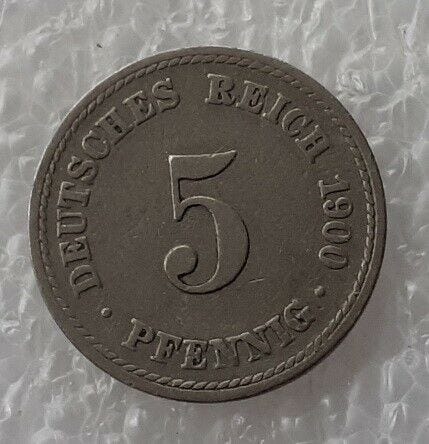 DEUTSCHES REICH 1900
5
· PFENNIG ·